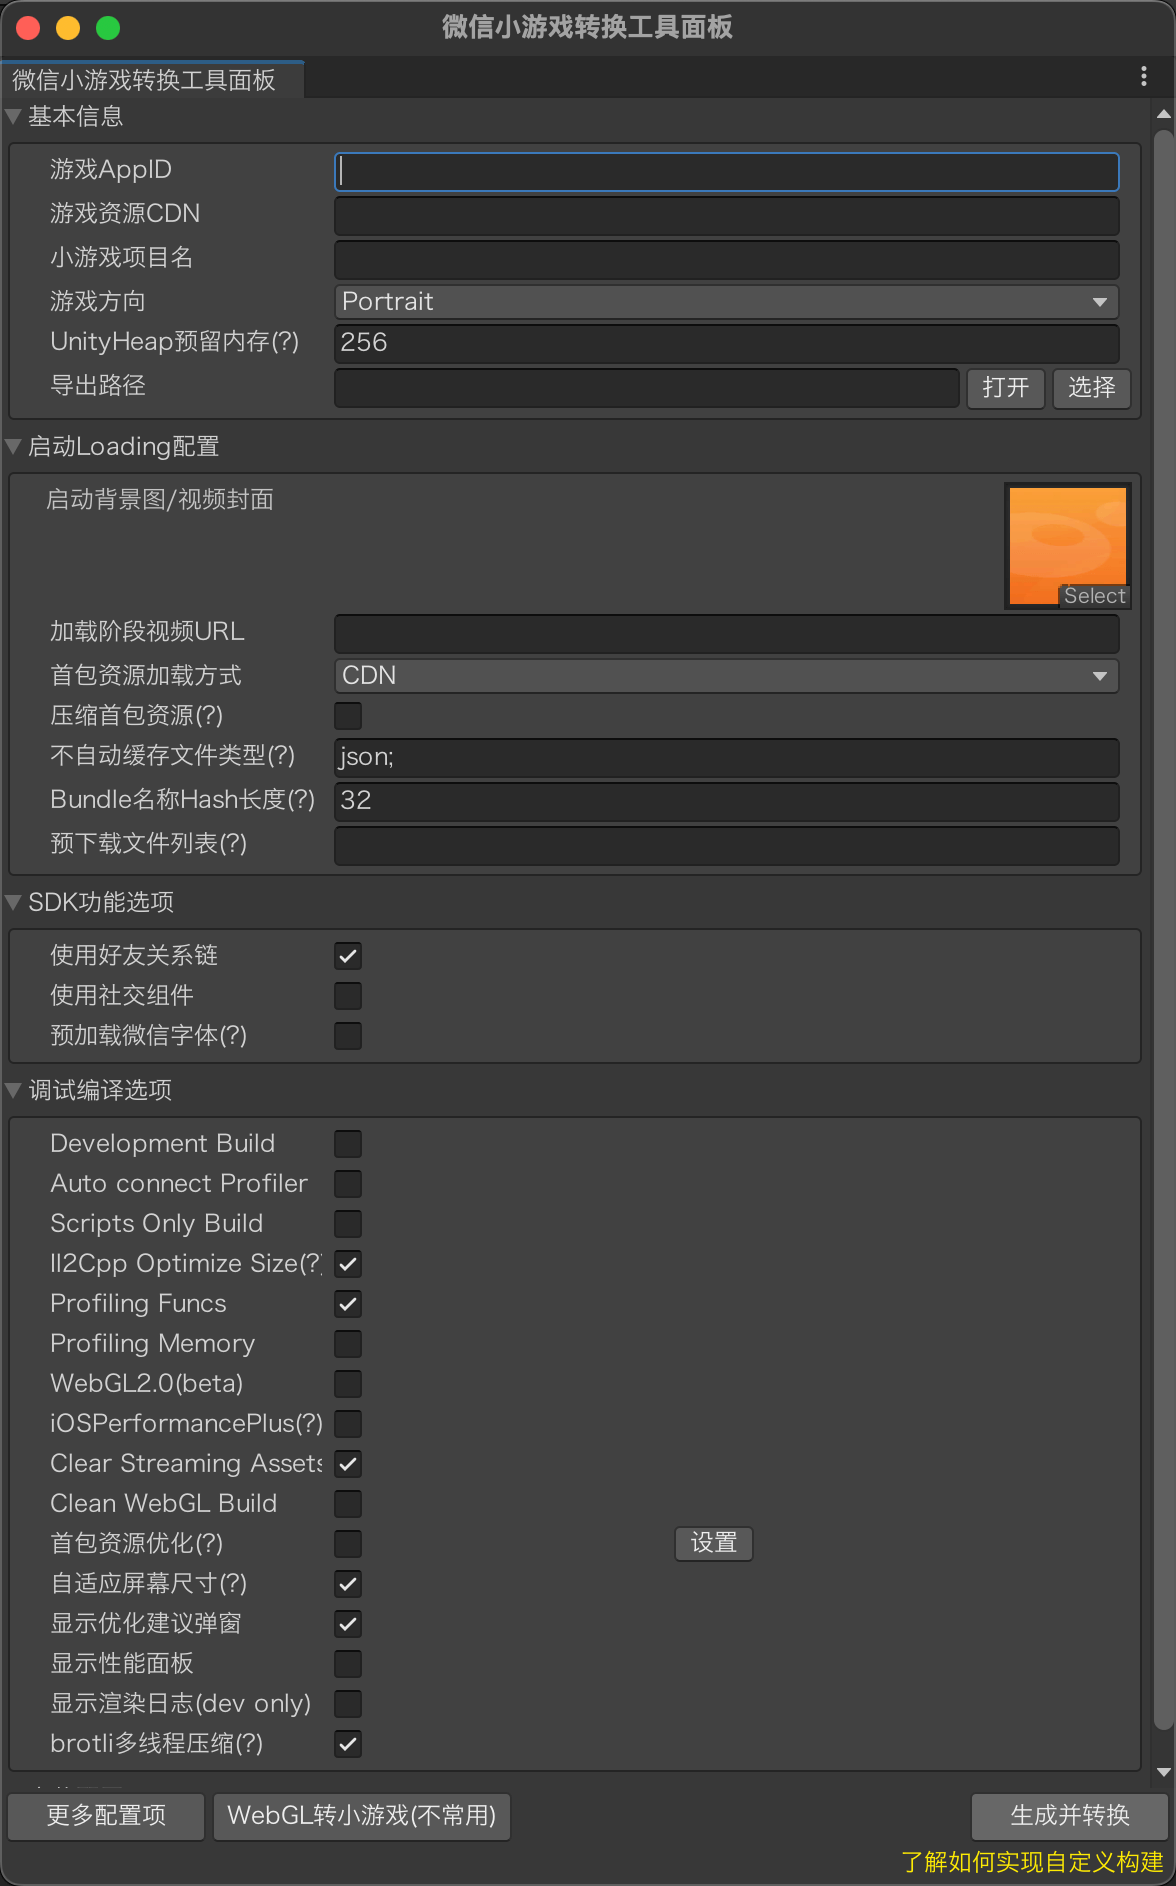 微信小游戏转换工具面板
微信小游戏转换工具面板
基本信息
游戏AppID
游戏资源CDN
小游戏项目名
游戏方向 Portrait
UnityHeap预留内存(?) 256
导出路径 打开 选择
启动Loading配置
启动背景图/视频封面
Select
加载阶段视频URL
首包资源加载方式 CDN
压缩首包资源(?)
不自动缓存文件类型(?) json;
Bundle名称Hash长度(?) 32
预下载文件列表(?)
SDK功能选项
使用好友关系链
使用社交组件
预加载微信字体(?)
调试编译选项
Development Build
Auto connect Profiler
Scripts Only Build
Il2Cpp Optimize Size(?)
Profiling Funcs
Profiling Memory
WebGL2.0(beta)
iOSPerformancePlus(?)
Clear Streaming Assets
Clean WebGL Build
首包资源优化(?) 设置
自适应屏幕尺寸(?)
显示优化建议弹窗
显示性能面板
显示渲染日志(dev only)
brotli多线程压缩(?)
更多配置项 WebGL转小游戏(不常用) 生成并转换
了解如何实现自定义构建